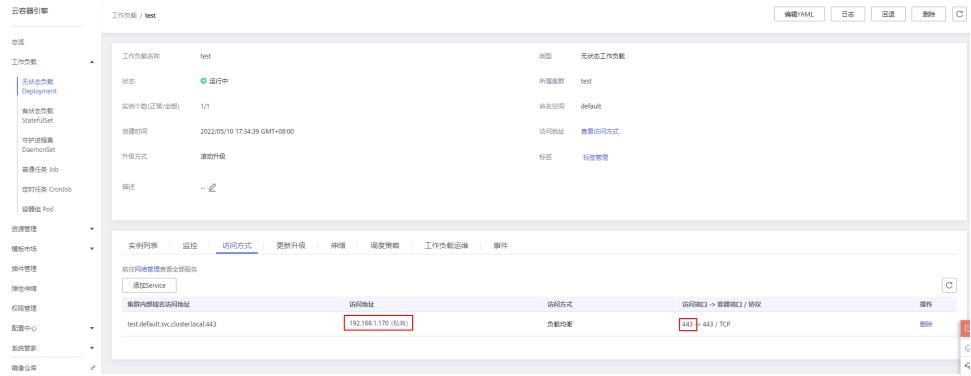 云容器引擎
工作负载 / test
编辑YAML 日志 回退 删除
总览
工作负载
无状态负载
Deployment
有状态负载
StatefulSet
守护进程集
DaemonSet
普通任务 Job
定时任务 CronJob
容器组 Pod
资源管理
模板市场
插件管理
弹性伸缩
权限管理
配置中心
系统管家
镜像仓库
工作负载名称 test 类型 无状态工作负载
状态 运行中 所属集群 test
实例个数(正常/全部) 1/1 命名空间 default
创建时间 2022/05/10 17:34:39 GMT+08:00 访问地址 查看访问方式
升级方式 滚动升级 标签 标签管理
描述 --
实例列表 监控 访问方式 更新升级 伸缩 调度策略 工作负载运维 事件
前往网络管理查看全部服务
添加Service
集群内部域名访问地址 访问地址 访问方式 访问端口 -> 容器端口 / 协议 操作
test.default.svc.cluster.local:443 192.168.1.170 (私有) 负载均衡 443 -> 443 / TCP 删除